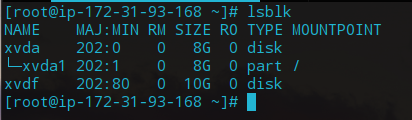 [root@ip-172-31-93-168 ~]# lsblk
NAME    MAJ:MIN RM SIZE RO TYPE MOUNTPOINT
xvda    202:0    0   8G  0 disk
└─xvda1 202:1    0   8G  0 part /
xvdf    202:80   0  10G  0 disk
[root@ip-172-31-93-168 ~]#